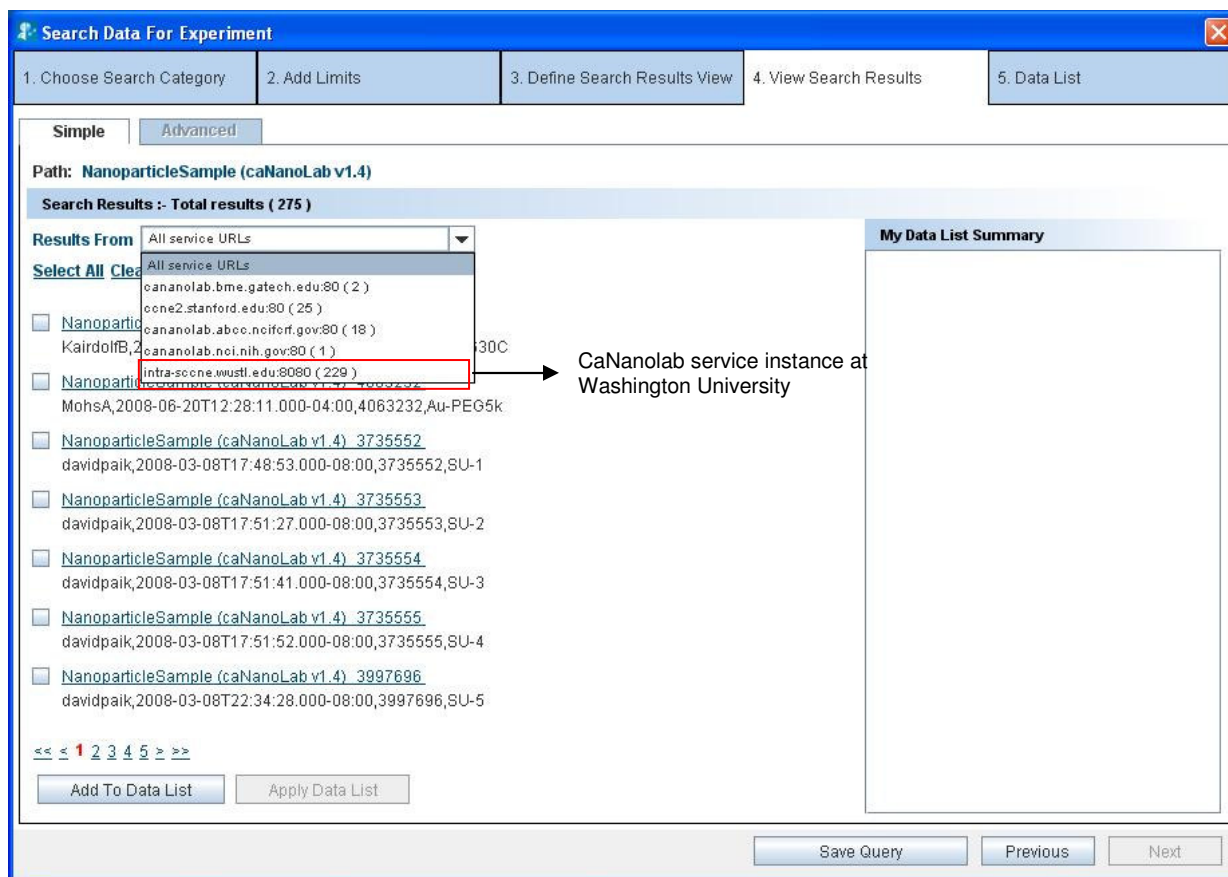 Search Data For Experiment
1. Choose Search Category
2. Add Limits
3. Define Search Results View
4. View Search Results
5. Data List
Simple
Advanced
Path: NanoparticleSample (caNanoLab v1.4)
Search Results :- Total results ( 275 )
Results From
All service URLs
My Data List Summary
Select All
All service URLs
cananolab.bme.gatech.edu:80 ( 2 )
ccne2.stanford.edu:80 ( 25 )
cananolab.abcc.ncifcrf.gov:80 ( 18 )
cananolab.nci.nih.gov:80 ( 1 )
intra-sccne.wustl.edu:8080 ( 229 )
CaNanolab service instance at
Washington University
MohsA,2008-06-20T12:28:11.000-04:00,4063232,Au-PEG5k
NanoparticleSample (caNanoLab v1.4)_3735552
davidpaik,2008-03-08T17:48:53.000-08:00,3735552,SU-1
NanoparticleSample (caNanoLab v1.4)_3735553
davidpaik,2008-03-08T17:51:27.000-08:00,3735553,SU-2
NanoparticleSample (caNanoLab v1.4)_3735554
davidpaik,2008-03-08T17:51:41.000-08:00,3735554,SU-3
NanoparticleSample (caNanoLab v1.4)_3735555
davidpaik,2008-03-08T17:51:52.000-08:00,3735555,SU-4
NanoparticleSample (caNanoLab v1.4)_3997696
davidpaik,2008-03-08T22:34:28.000-08:00,3997696,SU-5
<< < 1 2 3 4 5 > >>
Add To Data List
Apply Data List
Save Query
Previous
Next